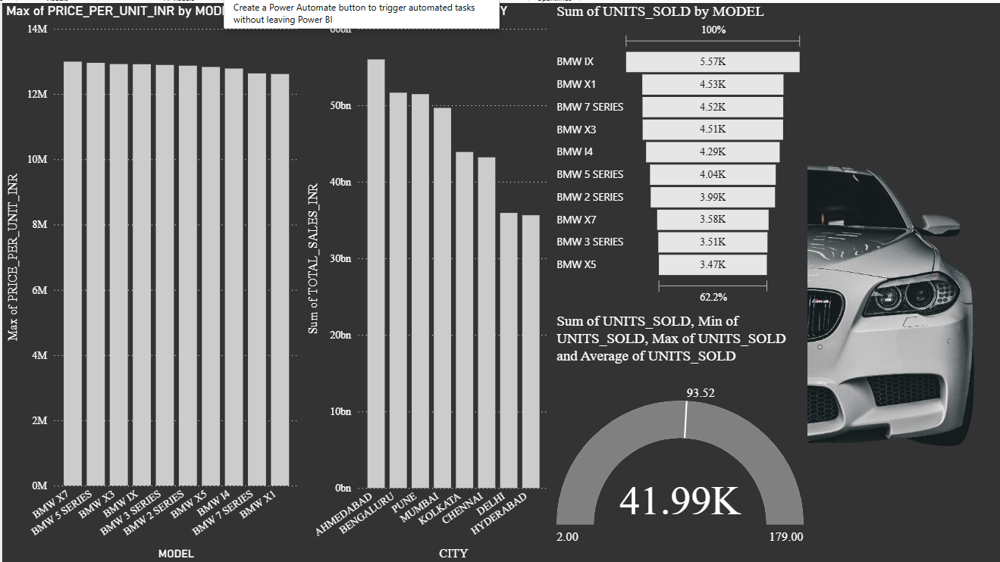 Create a Power Automate button to trigger automated tasks
without leaving Power BI
Max of PRICE_PER_UNIT_INR by
14M
12M
10M
8M
6M
4M
2M
0M
Max of PRICE_PER_UNIT_INR
BMW X7
BMW 5 SERIES
BMW X3
BMW IX
BMW 3 SERIES
BMW 2 SERIES
BMW X5
BMW I4
BMW 7 SERIES
BMW X1
MODEL
Y
60bn
50bn
40bn
30bn
20bn
10bn
0bn
Sum of TOTAL_SALES_INR
AHMEDABAD
BENGALURU
PUNE
MUMBAI
KOLKATA
CHENNAI
DELHI
HYDERABAD
CITY
Sum of UNITS_SOLD by MODEL
100%
BMW IX 5.57K
BMW X1 4.53K
BMW 7 SERIES 4.52K
BMW X3 4.51K
BMW I4 4.29K
BMW 5 SERIES 4.04K
BMW 2 SERIES 3.99K
BMW X7 3.58K
BMW 3 SERIES 3.51K
BMW X5 3.47K
62.2%
Sum of UNITS_SOLD, Min of
UNITS_SOLD, Max of UNITS_SOLD
and Average of UNITS_SOLD
93.52
41.99K
2.00
179.00